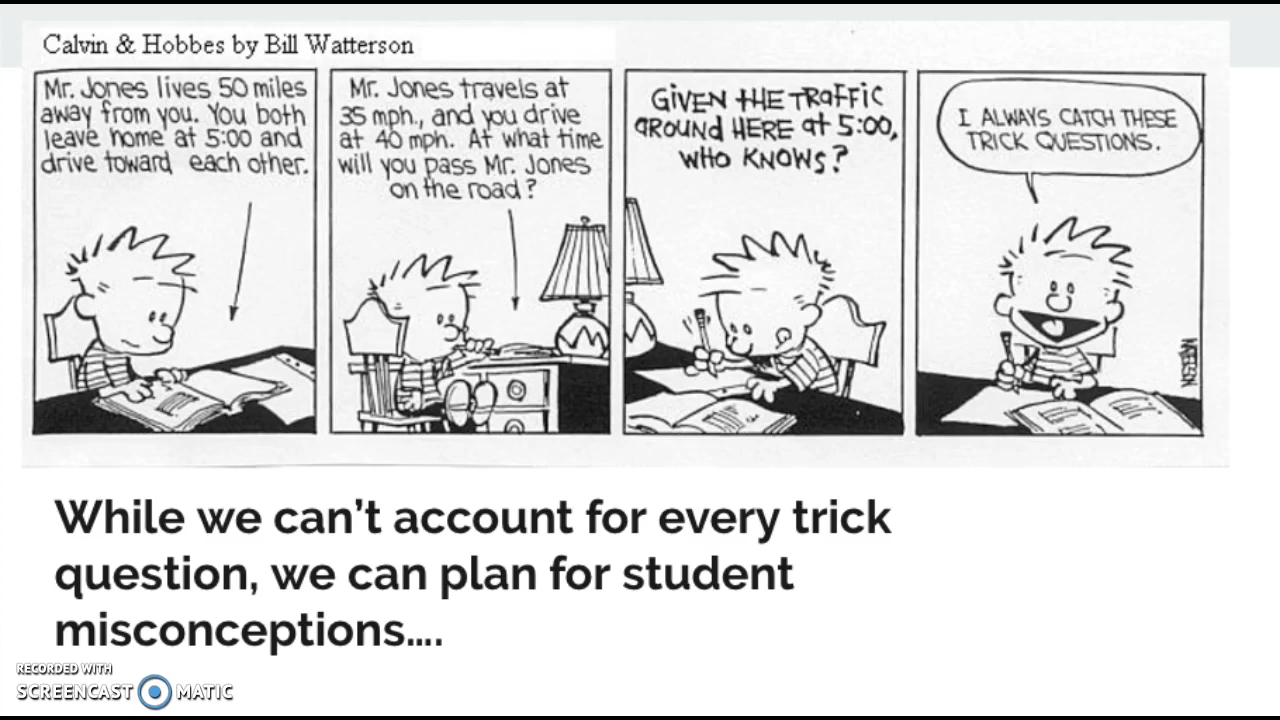 Calvin & Hobbes by Bill Watterson
Mr. Jones lives 50 miles
away from you. You both
leave home at 5:00 and
drive toward each other.
Mr. Jones travels at
35 mph., and you drive
at 40 mph. At what time
will you pass Mr. Jones
on the road?
GIVEN THE TRAFFIC
AROUND HERE at 5:00,
WHO KNOWS?
I ALWAYS CATCH THESE
TRICK QUESTIONS.
WATTERSON
While we can’t account for every trick
question, we can plan for student
misconceptions....
RECORDED WITH
SCREENCAST MATIC